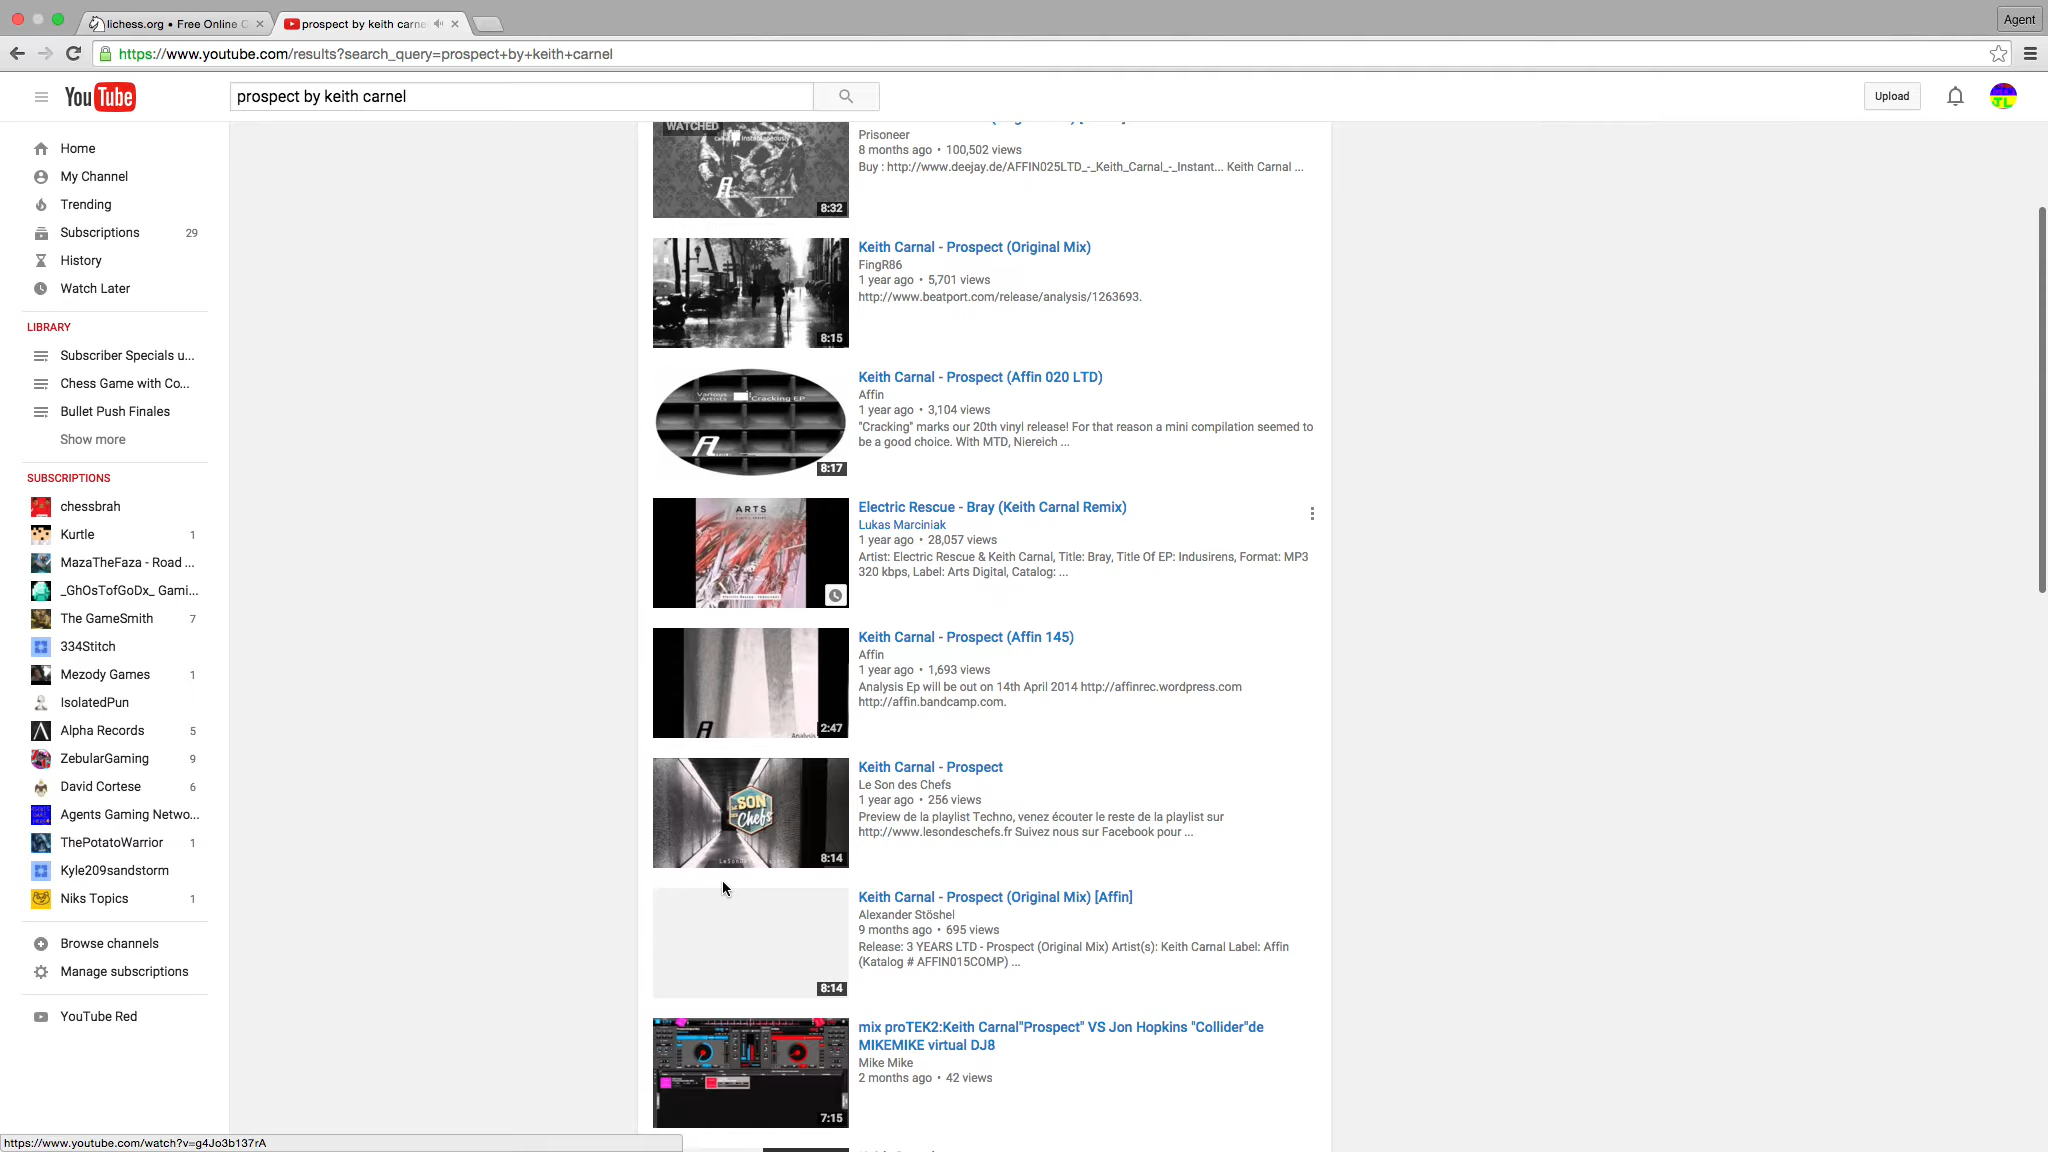 lichess.org • Free Online C
prospect by keith carne
Agent
https://www.youtube.com/results?search_query=prospect+by+keith+carnel
YouTube
prospect by keith carnel
Upload
Home
My Channel
Trending
Subscriptions 29
History
Watch Later
LIBRARY
Subscriber Specials u...
Chess Game with Co...
Bullet Push Finales
Show more
SUBSCRIPTIONS
chessbrah
Kurtle 1
MazaTheFaza - Road ...
_GhOsTofGoDx_ Gami...
The GameSmith 7
334Stitch
Mezody Games 1
IsolatedPun
Alpha Records 5
ZebularGaming 9
David Cortese 6
Agents Gaming Netwo...
ThePotatoWarrior 1
Kyle209sandstorm
Niks Topics 1
Browse channels
Manage subscriptions
YouTube Red
WATCHED
8:32
Prisoneer
8 months ago • 100,502 views
Buy : http://www.deejay.de/AFFIN025LTD_-_Keith_Carnal_-_Instant... Keith Carnal ...
8:15
Keith Carnal - Prospect (Original Mix)
FingR86
1 year ago • 5,701 views
http://www.beatport.com/release/analysis/1263693.
Various
Artists
Cracking EP
8:17
Keith Carnal - Prospect (Affin 020 LTD)
Affin
1 year ago • 3,104 views
"Cracking" marks our 20th vinyl release! For that reason a mini compilation seemed to
be a good choice. With MTD, Niereich ...
ARTS
Electric Rescue - Bray (Keith Carnal Remix)
Lukas Marciniak
1 year ago • 28,057 views
Artist: Electric Rescue & Keith Carnal, Title: Bray, Title Of EP: Indusirens, Format: MP3
320 kbps, Label: Arts Digital, Catalog: ...
Analysis
2:47
Keith Carnal - Prospect (Affin 145)
Affin
1 year ago • 1,693 views
Analysis Ep will be out on 14th April 2014 http://affinrec.wordpress.com
http://affin.bandcamp.com.
SON
Chefs
8:14
Keith Carnal - Prospect
Le Son des Chefs
1 year ago • 256 views
Preview de la playlist Techno, venez écouter le reste de la playlist sur
http://www.lesondeschefs.fr Suivez nous sur Facebook pour ...
8:14
Keith Carnal - Prospect (Original Mix) [Affin]
Alexander Stöshel
9 months ago • 695 views
Release: 3 YEARS LTD - Prospect (Original Mix) Artist(s): Keith Carnal Label: Affin
(Katalog # AFFIN015COMP) ...
7:15
mix proTEK2:Keith Carnal"Prospect" VS Jon Hopkins "Collider"de
MIKEMIKE virtual DJ8
Mike Mike
2 months ago • 42 views
https://www.youtube.com/watch?v=g4Jo3b137rA